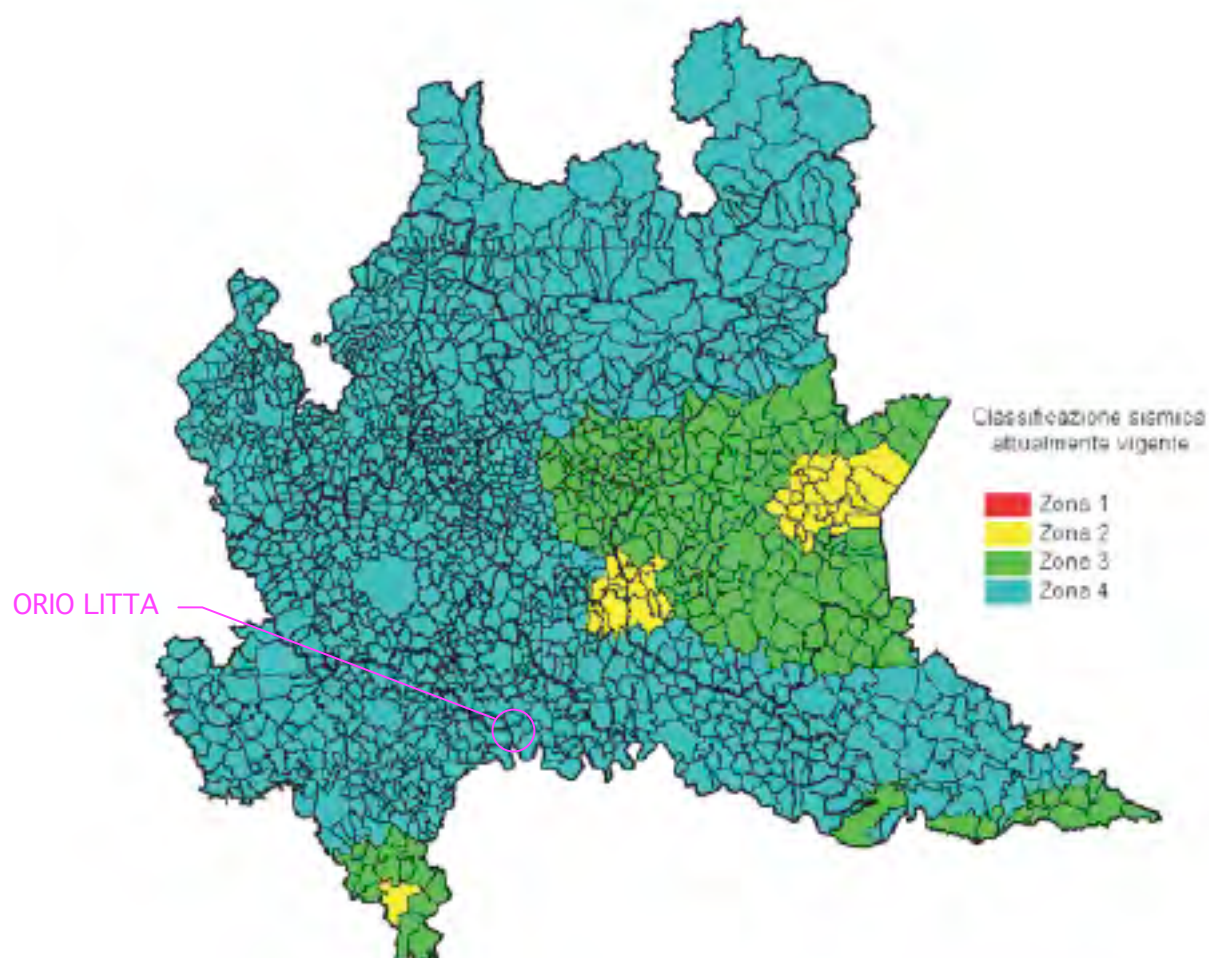 Classificazione sismica
attualmente vigente
Zona 1
Zona 2
Zona 3
Zona 4
ORIO LITTA